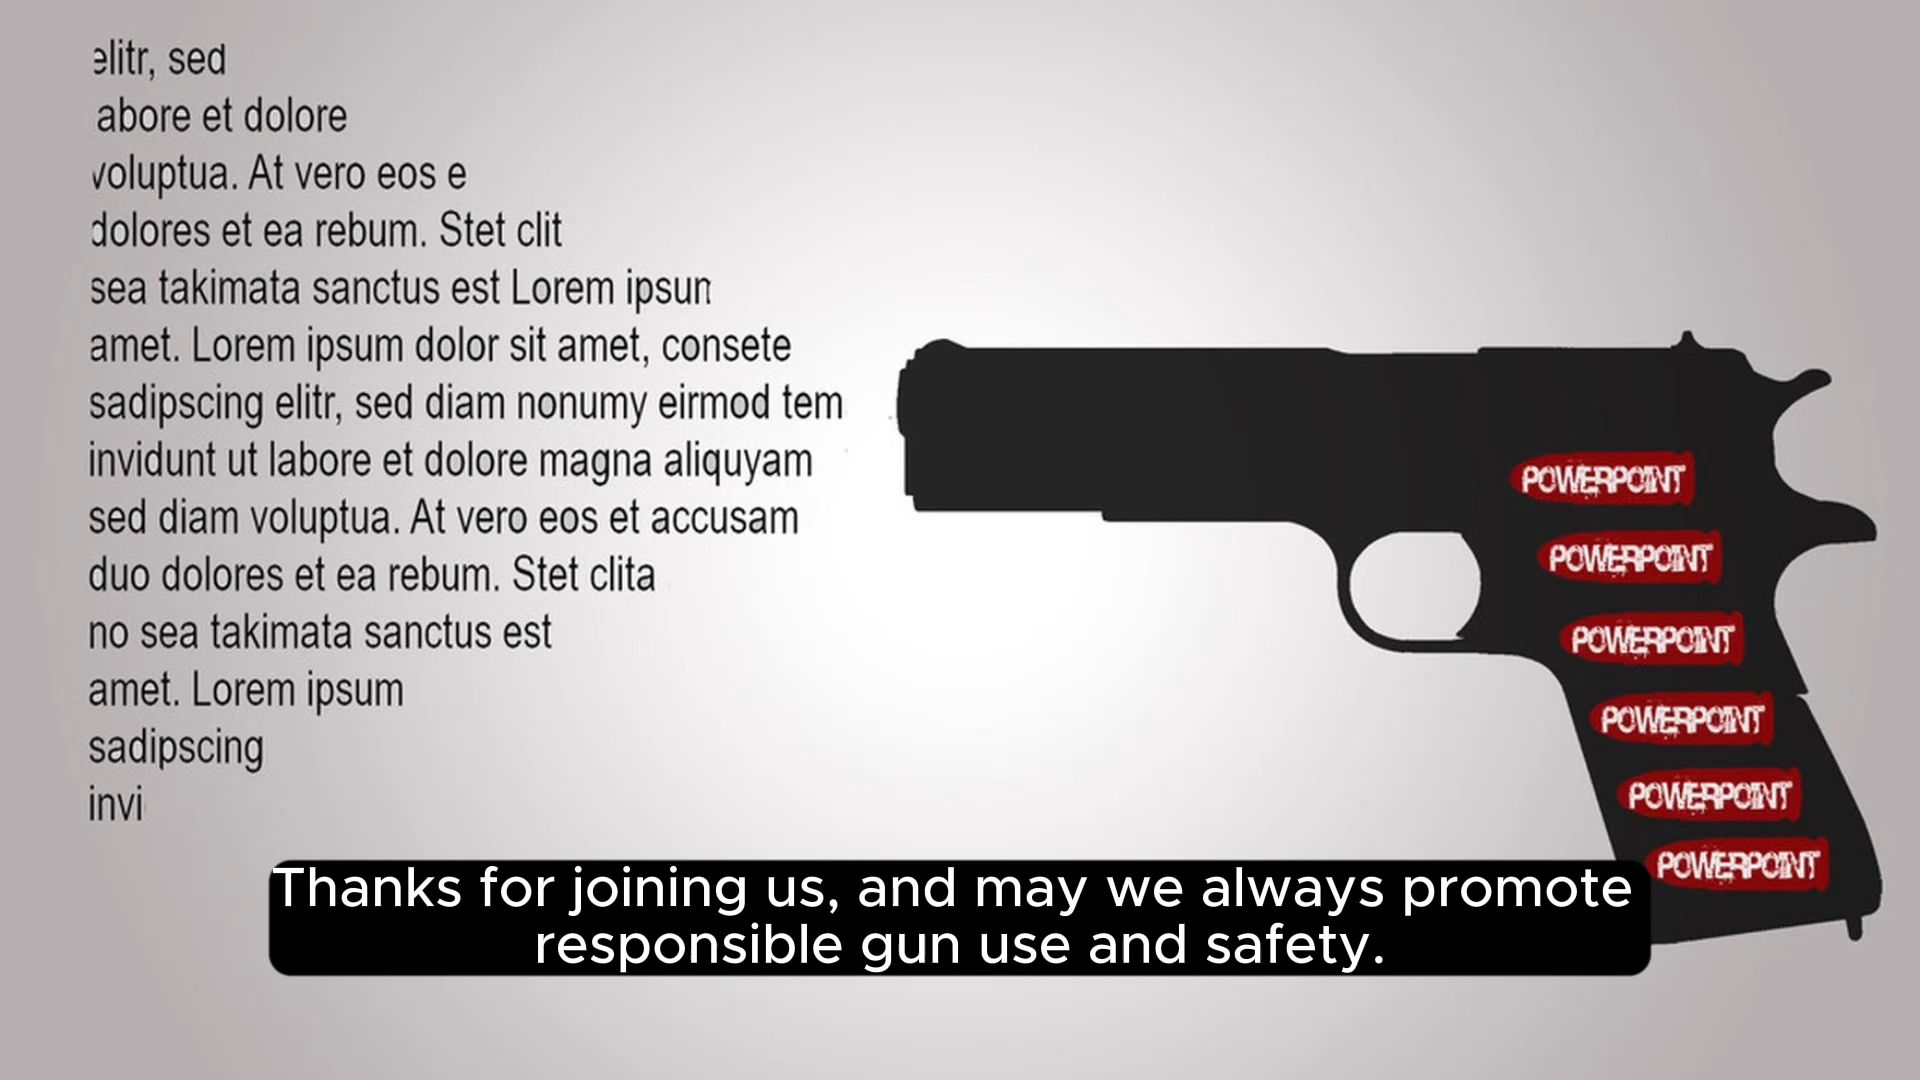 elitr, sed
abore et dolore
voluptua. At vero eos e
dolores et ea rebum. Stet clit
sea takimata sanctus est Lorem ipsum
amet. Lorem ipsum dolor sit amet, consete
sadipscing elitr, sed diam nonumy eirmod tem
invidunt ut labore et dolore magna aliquyam
sed diam voluptua. At vero eos et accusam
duo dolores et ea rebum. Stet clita
no sea takimata sanctus est
amet. Lorem ipsum
sadipscing
invi
POWERPOINT
POWERPOINT
POWERPOINT
POWERPOINT
POWERPOINT
POWERPOINT
Thanks for joining us, and may we always promote
responsible gun use and safety.